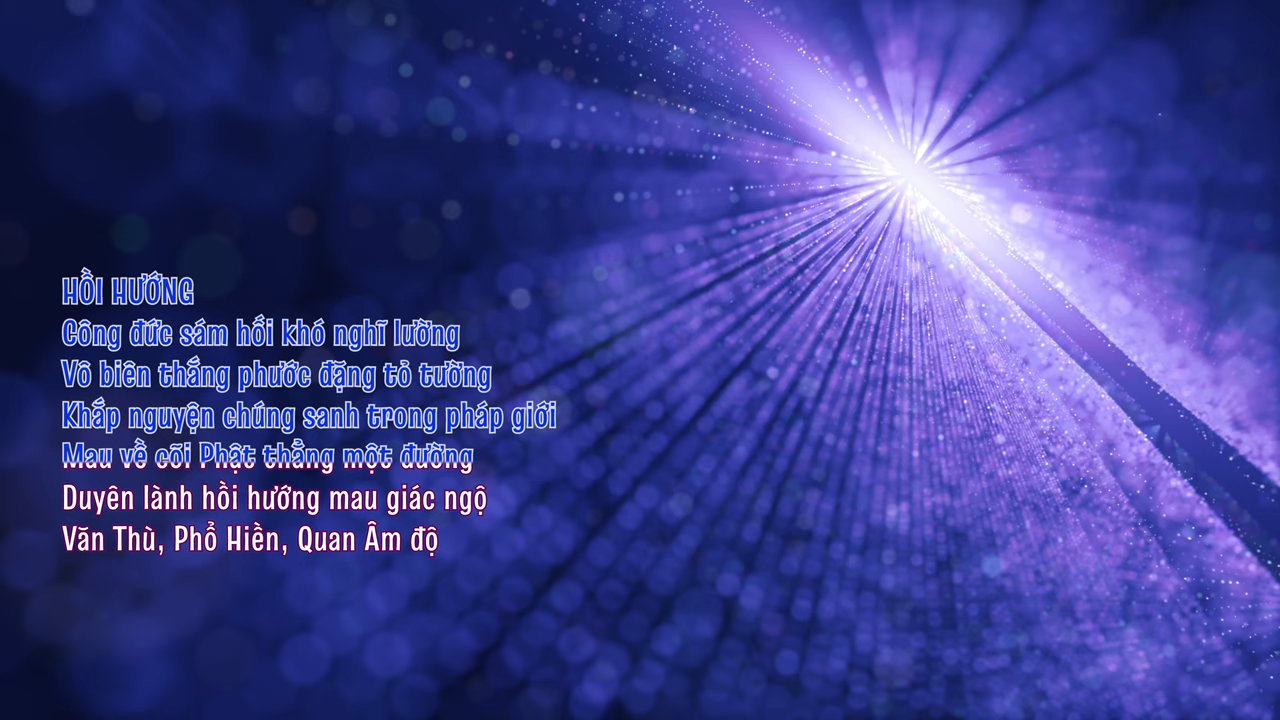 HỒI HƯỚNG
Công đức sám hối khó nghĩ lường
Vô biên thắng phước đặng tỏ tường
Khắp nguyện chúng sanh trong pháp giới
Mau về cõi Phật thẳng một đường
Duyên lành hồi hướng mau giác ngộ
Văn Thù, Phổ Hiền, Quan Âm độ